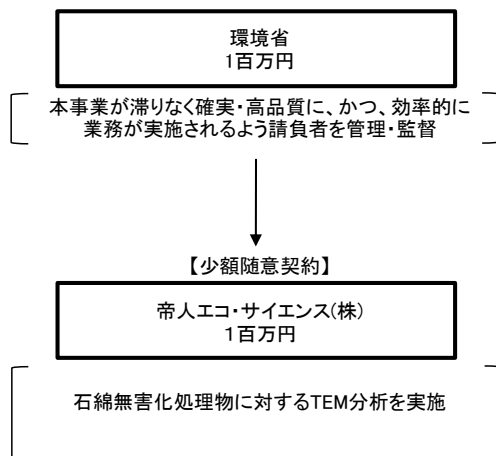 環境省
1百万円
本事業が滞りなく確実・高品質に、かつ、効率的に
業務が実施されるよう請負者を管理・監督
【少額随意契約】
帝人エコ・サイエンス(株)
１百万円
石綿無害化処理物に対するTEM分析を実施